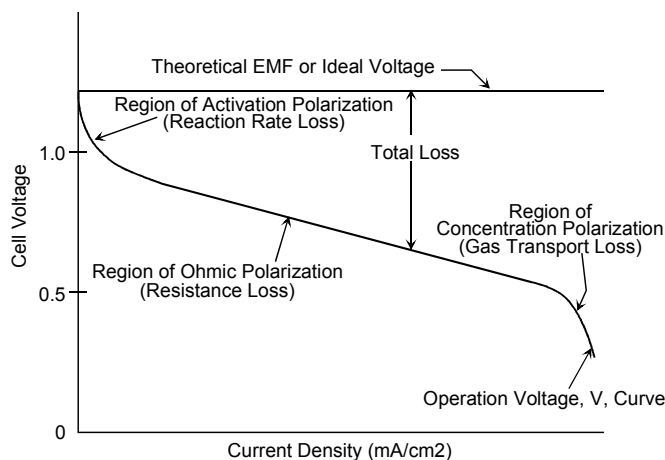 Theoretical EMF or Ideal Voltage
Region of Activation Polarization
(Reaction Rate Loss)
1.0
Total Loss
Cell Voltage
Region of
Concentration Polarization
(Gas Transport Loss)
Region of Ohmic Polarization
(Resistance Loss)
0.5
Operation Voltage, V, Curve
0
Current Density (mA/cm2)